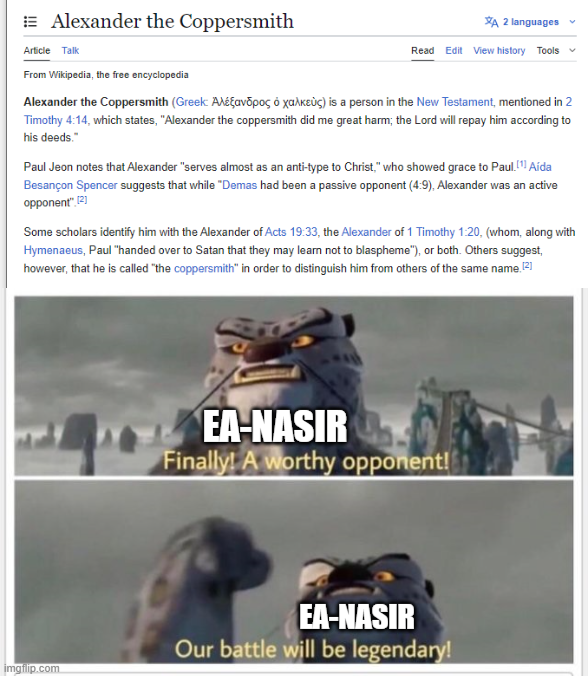 Alexander the Coppersmith
2 languages
Article Talk Read Edit View history Tools
From Wikipedia, the free encyclopedia
Alexander the Coppersmith (Greek: Ἀλέξανδρος ὁ χαλκεὺς) is a person in the New Testament, mentioned in 2
Timothy 4:14, which states, "Alexander the coppersmith did me great harm; the Lord will repay him according to
his deeds."
Paul Jeon notes that Alexander "serves almost as an anti-type to Christ," who showed grace to Paul.[1] Aída
Besançon Spencer suggests that while "Demas had been a passive opponent (4:9), Alexander was an active
opponent".[2]
Some scholars identify him with the Alexander of Acts 19:33, the Alexander of 1 Timothy 1:20, (whom, along with
Hymenaeus, Paul "handed over to Satan that they may learn not to blaspheme"), or both. Others suggest,
however, that he is called "the coppersmith" in order to distinguish him from others of the same name.[2]
EA-NASIR
Finally! A worthy opponent!
EA-NASIR
Our battle will be legendary!
imgflip.com